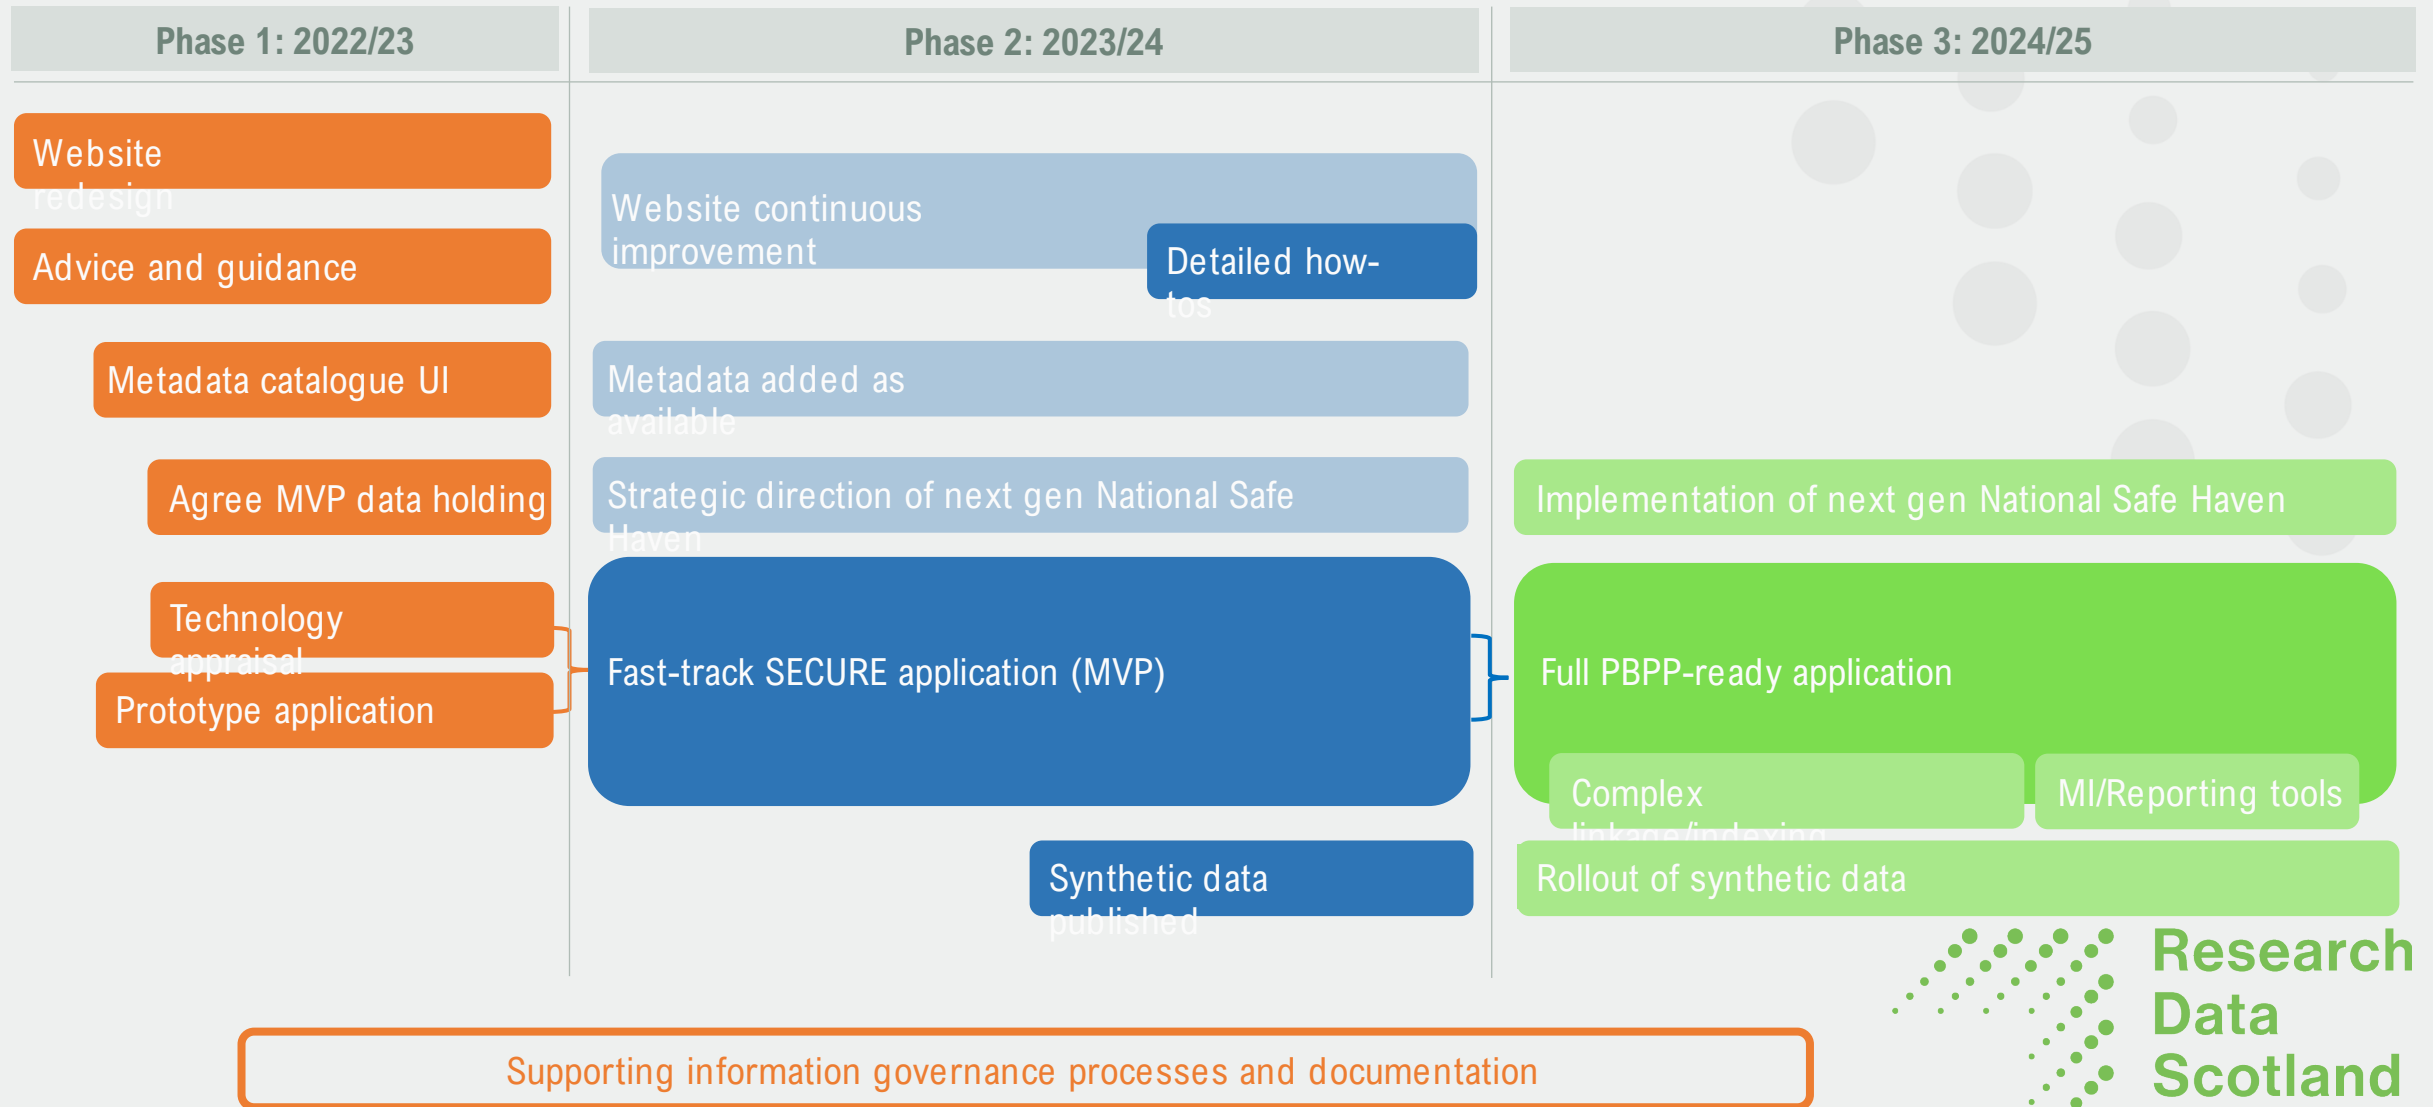 Phase 1: 2022/23
Phase 2: 2023/24
Phase 3: 2024/25
Website
redesign
Advice and guidance
Metadata catalogue UI
Agree MVP data holding
Technology
appraisal
Prototype application
Website continuous
improvement
Detailed how-
tos
Metadata added as
available
Strategic direction of next gen National Safe
Haven
Fast-track SECURE application (MVP)
Synthetic data
published
Implementation of next gen National Safe Haven
Full PBPP-ready application
Complex
linkage/indexing
MI/Reporting tools
Rollout of synthetic data
Supporting information governance processes and documentation
Research
Data
Scotland